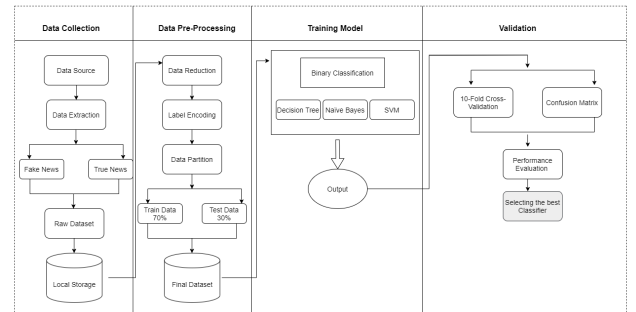 Data Collection
Data Pre-Processing
Training Model
Validation
Data Source
Data Extraction
Fake News
True News
Raw Dataset
Local Storage
Data Reduction
Label Encoding
Data Partition
Train Data
70%
Test Data
30%
Final Dataset
Binary Classification
Decision Tree
Naive Bayes
SVM
Output
10-Fold Cross-
Validation
Confusion Matrix
Performance
Evaluation
Selecting the best
Classifier